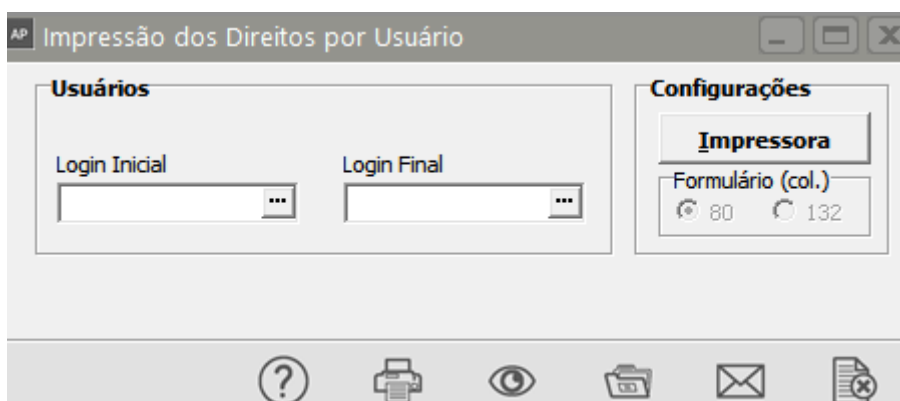 AP Impressão dos Direitos por Usuário
Usuários
Login Inicial
Login Final
Configurações
Impressora
Formulário (col.)
80
132